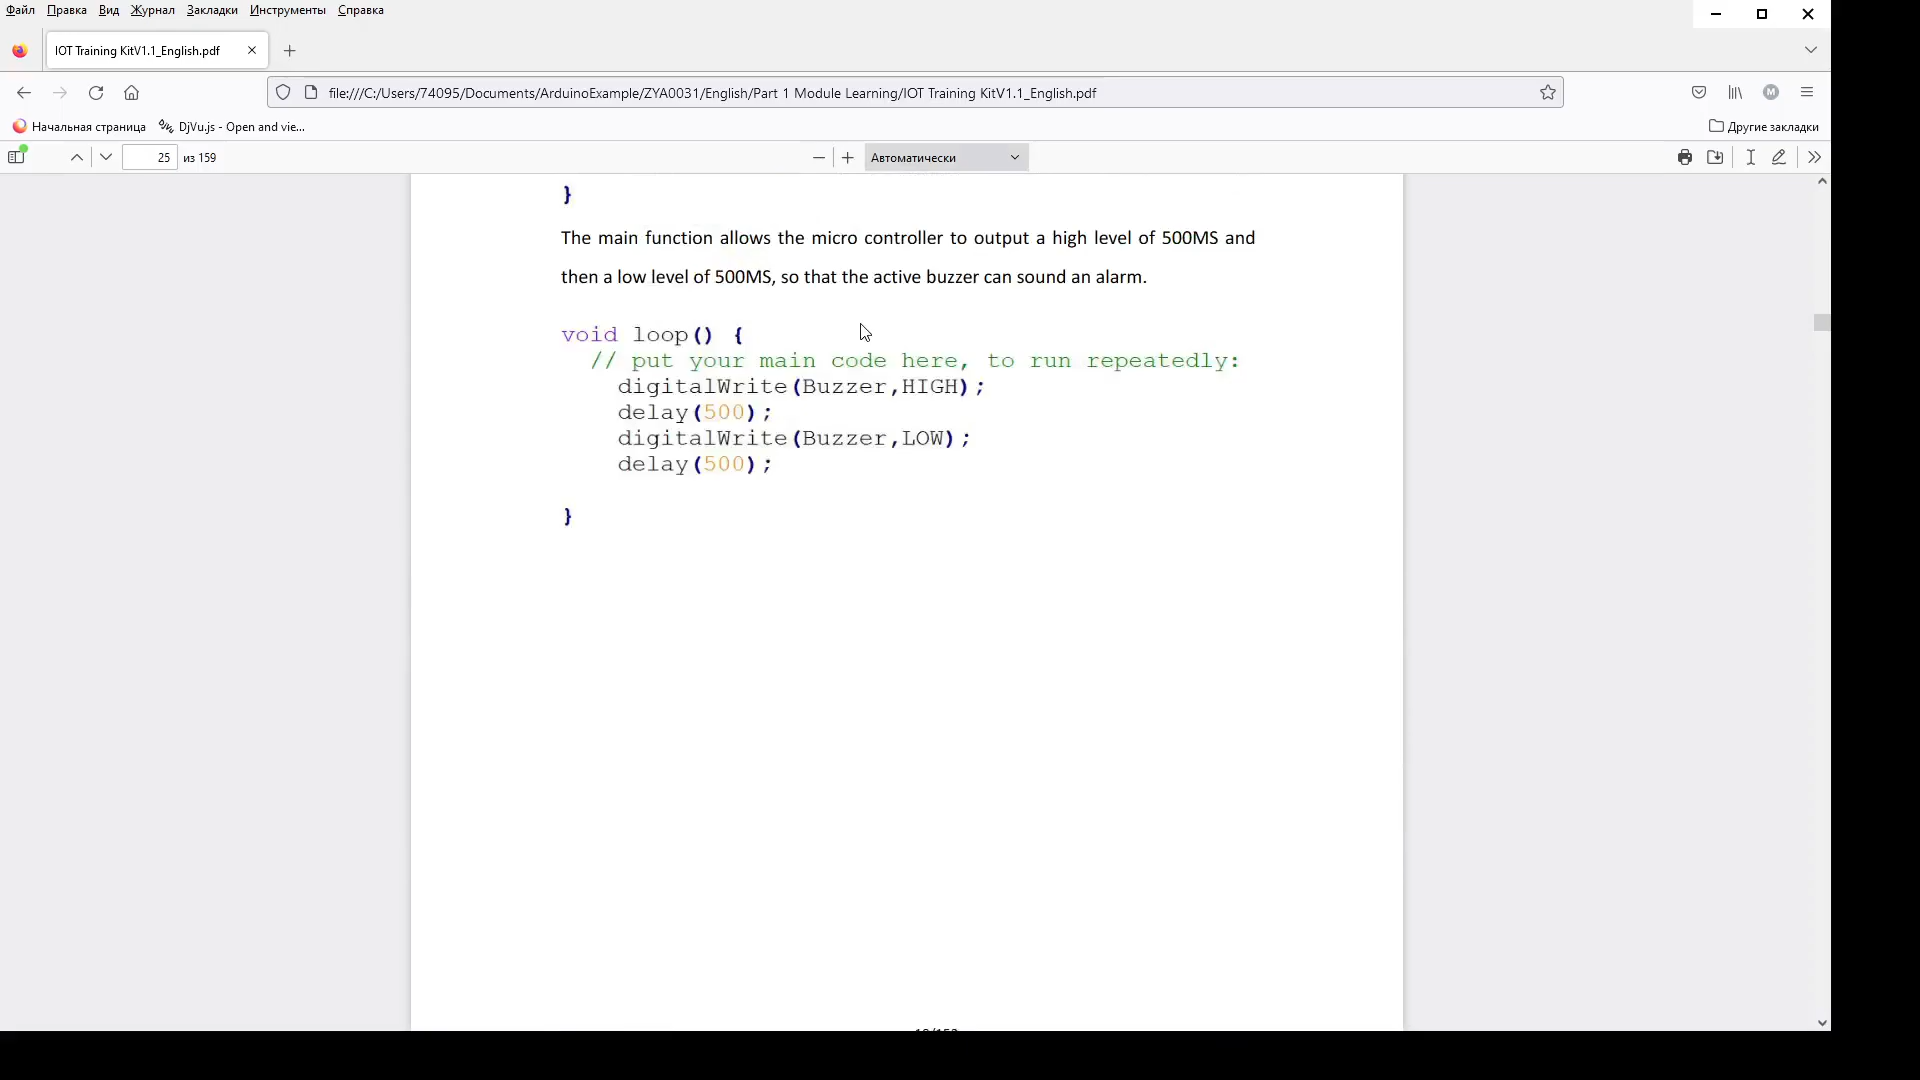 Файл Правка Вид Журнал Закладки Инструменты Справка
IOT Training KitV1.1_English.pdf
file:///C:/Users/74095/Documents/ArduinoExample/ZYA0031/English/Part 1 Module Learning/IOT Training KitV1.1_English.pdf
M
Начальная страница DjVu.js - Open and vie... Другие закладки
25 из 159 Автоматически
}
The main function allows the micro controller to output a high level of 500MS and
then a low level of 500MS, so that the active buzzer can sound an alarm.
void loop() {
// put your main code here, to run repeatedly:
digitalWrite(Buzzer,HIGH);
delay(500);
digitalWrite(Buzzer,LOW);
delay(500);
}